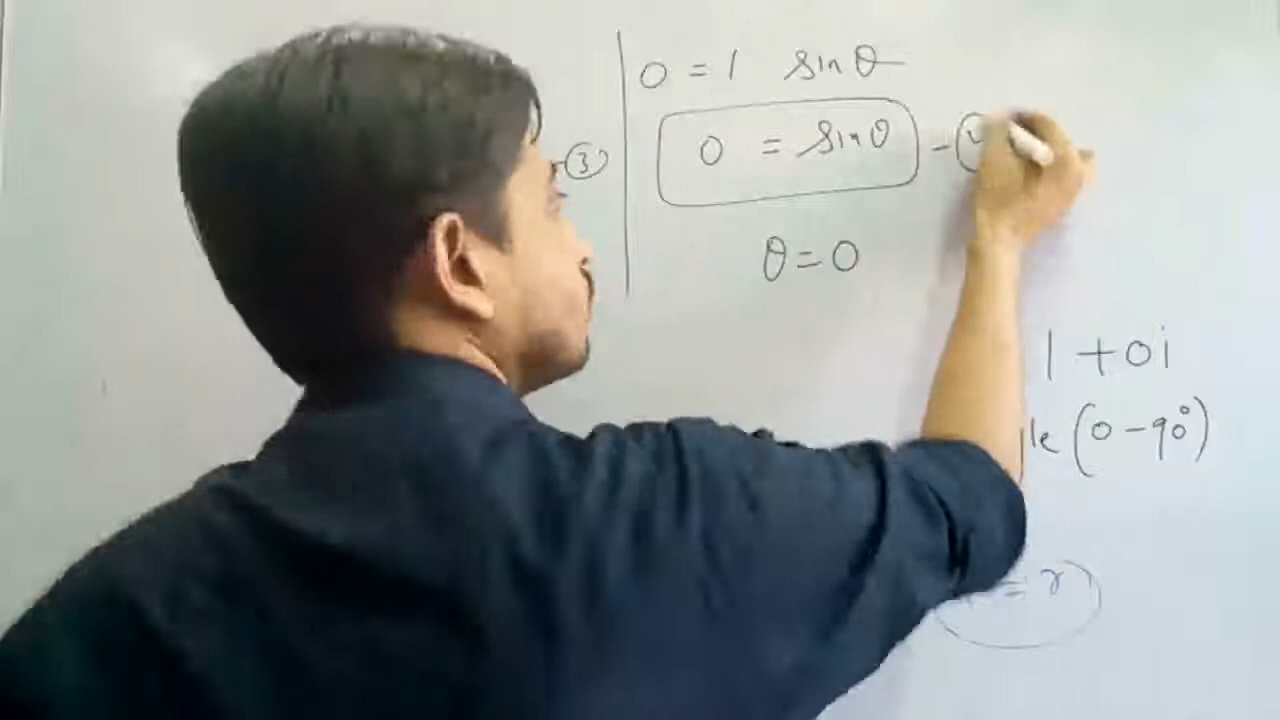 0 = 1 sinθ
- ③
0 = sinθ -
θ = 0
1 + 0i
(0 - 90°)
= r